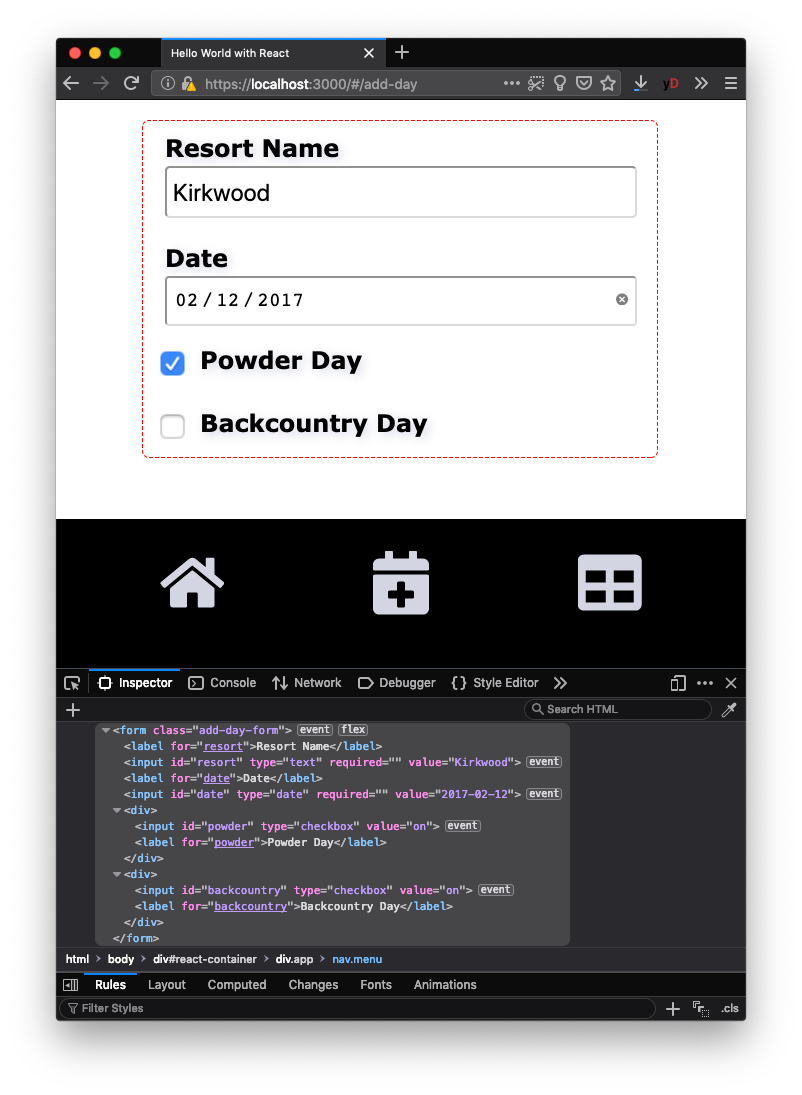 Hello World with React
https://localhost:3000/#/add-day
yD
Resort Name
Kirkwood
Date
02 / 12 / 2017
Powder Day
Backcountry Day
Inspector Console Network Debugger {} Style Editor
Search HTML
<form class="add-day-form"> event flex
<label for="resort">Resort Name</label>
<input id="resort" type="text" required="" value="Kirkwood"> event
<label for="date">Date</label>
<input id="date" type="date" required="" value="2017-02-12"> event
<div>
<input id="powder" type="checkbox" value="on"> event
<label for="powder">Powder Day</label>
</div>
<div>
<input id="backcountry" type="checkbox" value="on"> event
<label for="backcountry">Backcountry Day</label>
</div>
</form>
html > body > div#react-container > div.app > nav.menu
Rules Layout Computed Changes Fonts Animations
Filter Styles .cls